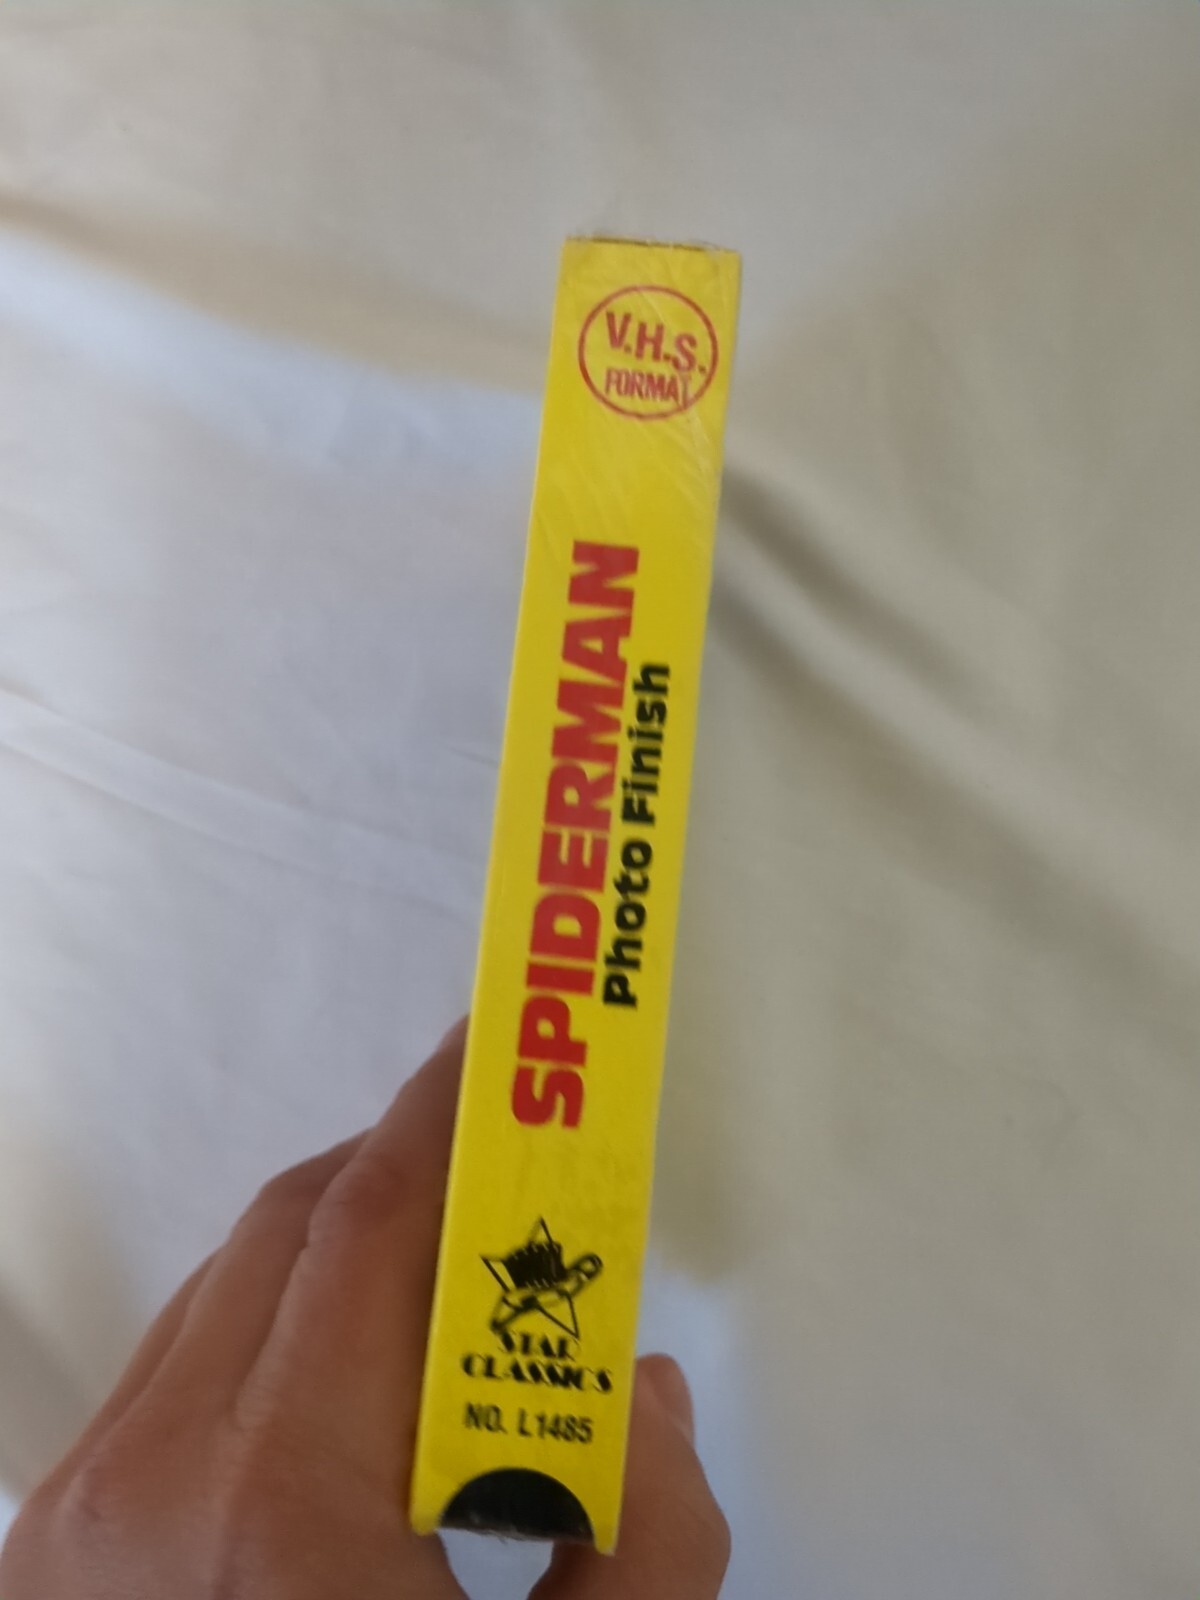 V.H.S.
FORMAT
SPIDERMAN
Photo Finish
STAR
CLASSICS
NO. L1485